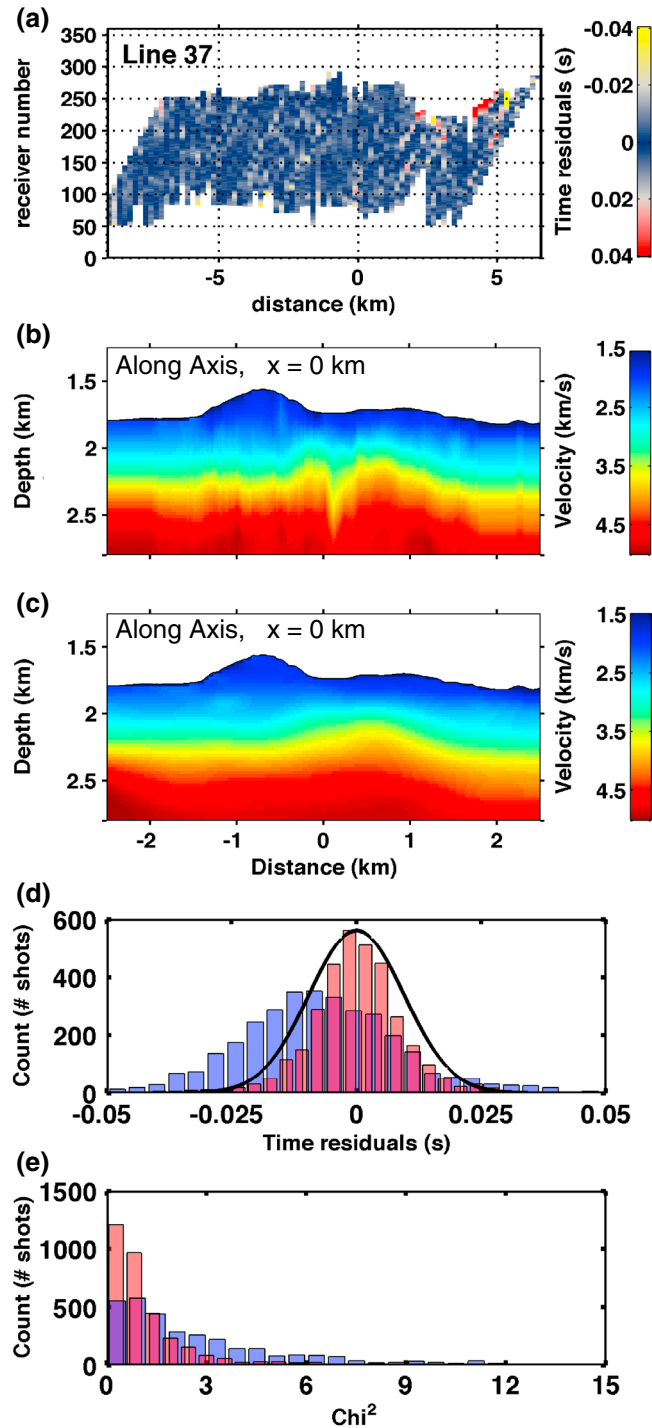 (a)
Line 37
receiver number
350
300
250
200
150
100
50
0
-5
0
5
distance (km)
Time residuals (s)
-0.04
-0.02
0
0.02
0.04
(b)
Along Axis, x = 0 km
Depth (km)
1.5
2
2.5
Velocity (km/s)
1.5
2.5
3.5
4.5
(c)
Along Axis, x = 0 km
Depth (km)
1.5
2
2.5
-2
-1
0
1
2
Distance (km)
Velocity (km/s)
1.5
2.5
3.5
4.5
(d)
Count (# shots)
600
400
200
0
-0.05
-0.025
0
0.025
0.05
Time residuals (s)
(e)
Count (# shots)
1500
1000
500
0
0
3
6
9
12
15
Chi²